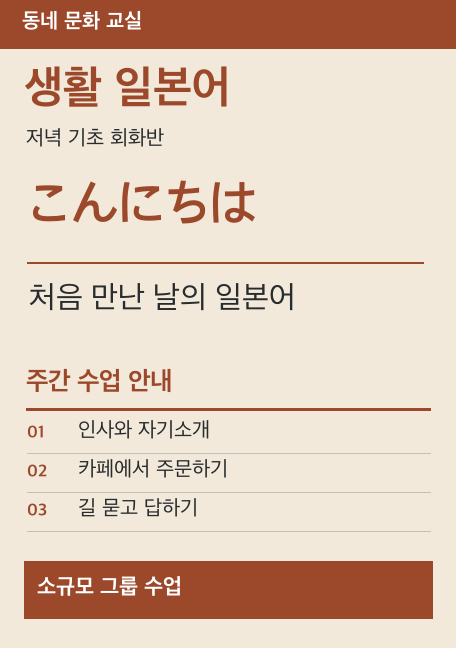 동네 문화 교실
생활 일본어
저녁 기초 회화반
こんにちは
처음 만난 날의 일본어
주간 수업 안내
01 인사와 자기소개
02 카페에서 주문하기
03 길 묻고 답하기
소규모 그룹 수업